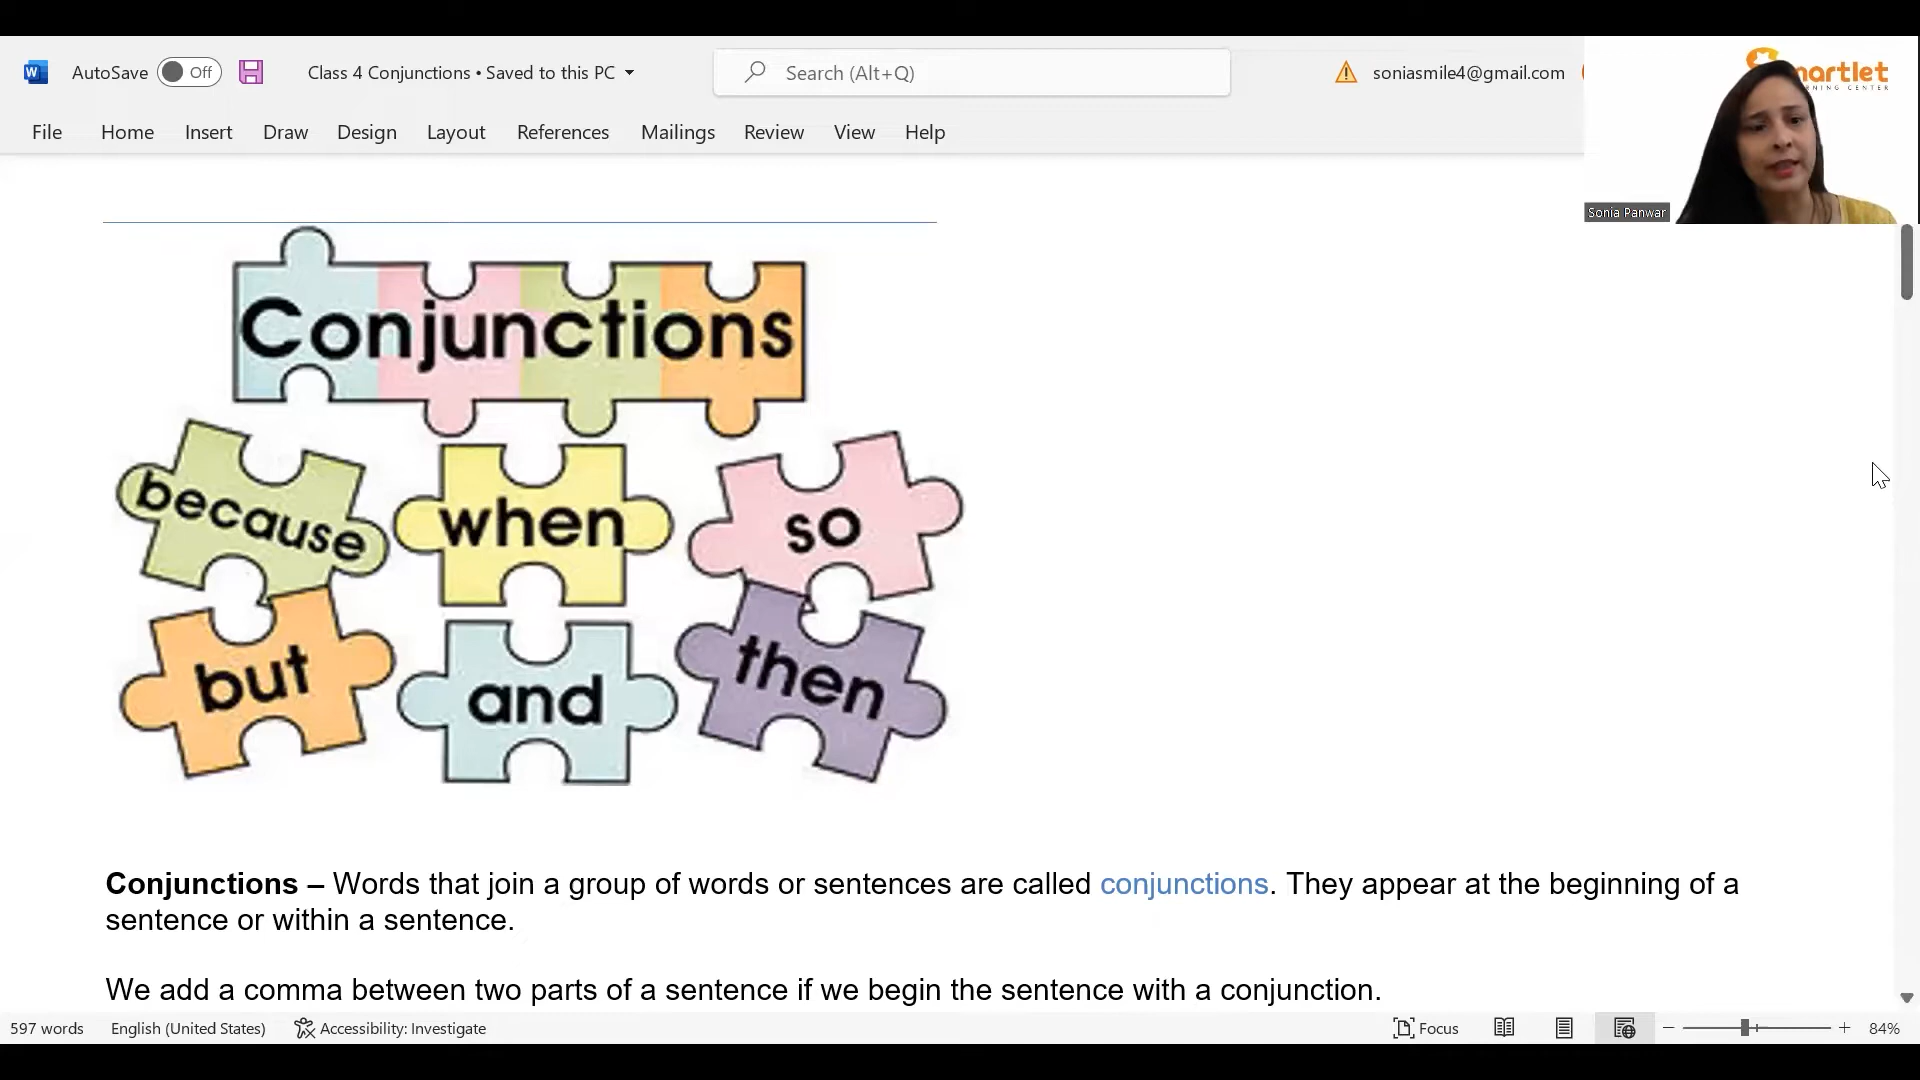 AutoSave Off Class 4 Conjunctions • Saved to this PC Search (Alt+Q) soniasmile4@gmail.com
File Home Insert Draw Design Layout References Mailings Review View Help
Sonia Panwar
Conjunctions
because when so
but and then
Conjunctions – Words that join a group of words or sentences are called conjunctions. They appear at the beginning of a
sentence or within a sentence.
We add a comma between two parts of a sentence if we begin the sentence with a conjunction.
597 words English (United States) Accessibility: Investigate Focus 84%